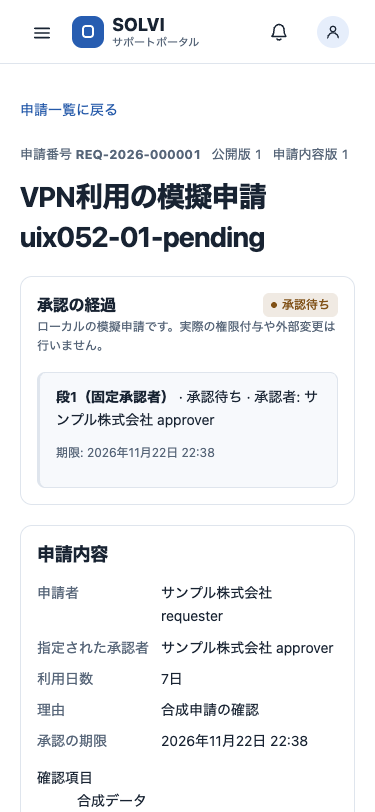 SOLVI
サポートポータル
申請一覧に戻る
申請番号 REQ-2026-000001 公開版 1 申請内容版 1
VPN利用の模擬申請
uix052-01-pending
承認の経過
承認待ち
ローカルの模擬申請です。実際の権限付与や外部変更は
行いません。
段1（固定承認者） · 承認待ち · 承認者: サ
ンプル株式会社 approver
期限: 2026年11月22日 22:38
申請内容
申請者 サンプル株式会社
requester
指定された承認者 サンプル株式会社 approver
利用日数 7日
理由 合成申請の確認
承認の期限 2026年11月22日 22:38
確認項目
合成データ